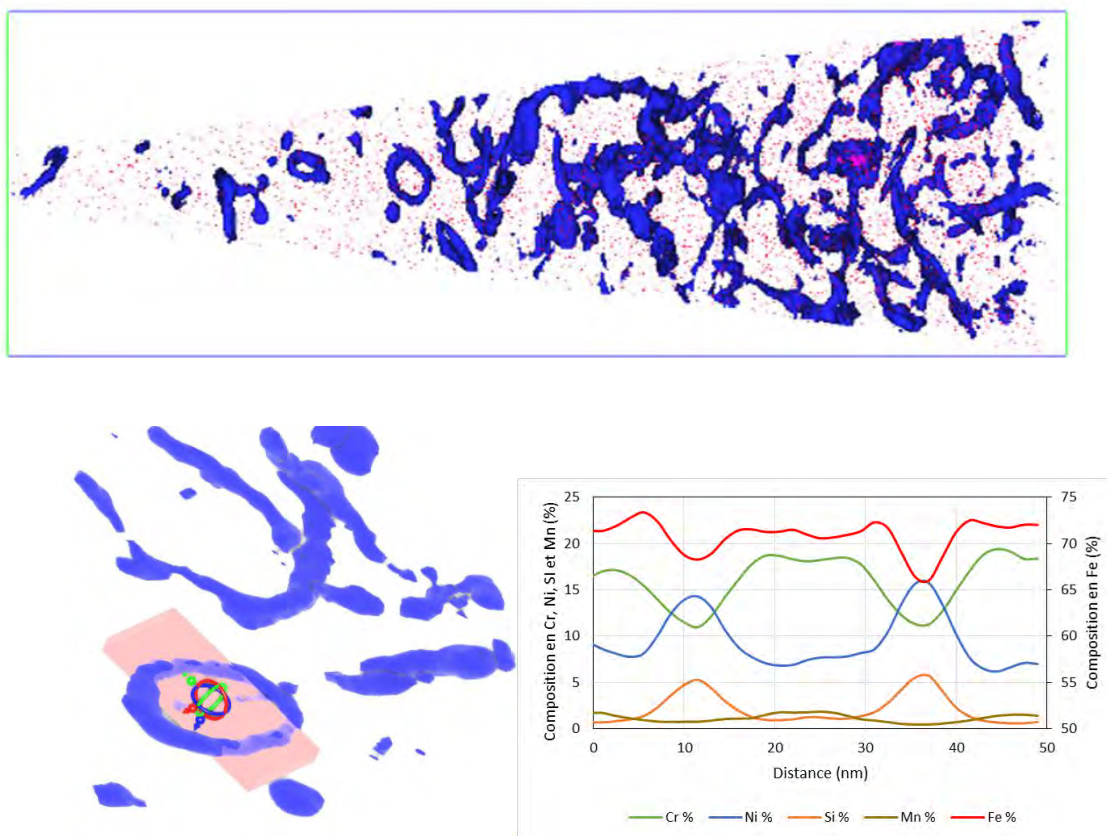 Composition en Cr, Ni, SI et Mn (%)
25
20
15
10
5
0
75
70
65
60
55
50
Composition en Fe (%)
0 10 20 30 40 50
Distance (nm)
Cr % Ni % Si % Mn % Fe %